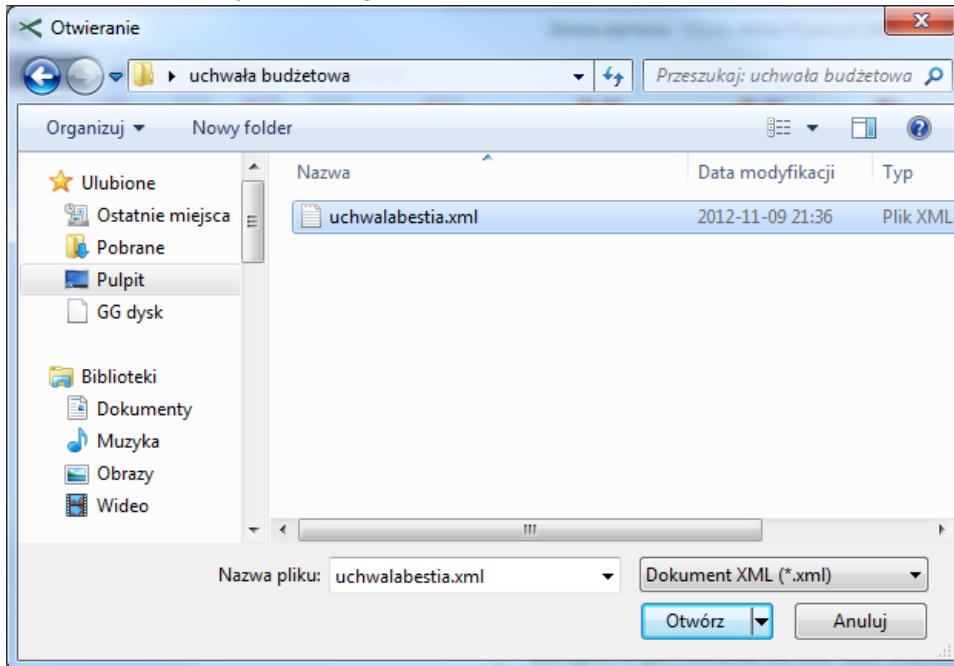 Otwieranie
uchwała budżetowa
Przeszukaj: uchwała budżetowa
Organizuj
Nowy folder
Nazwa
Data modyfikacji
Typ
Ulubione
Ostatnie miejsca
Pobrane
Pulpit
GG dysk
Biblioteki
Dokumenty
Muzyka
Obrazy
Wideo
uchwalabestia.xml
2012-11-09 21:36
Plik XML
Nazwa pliku:
uchwalabestia.xml
Dokument XML (*.xml)
Otwórz
Anuluj